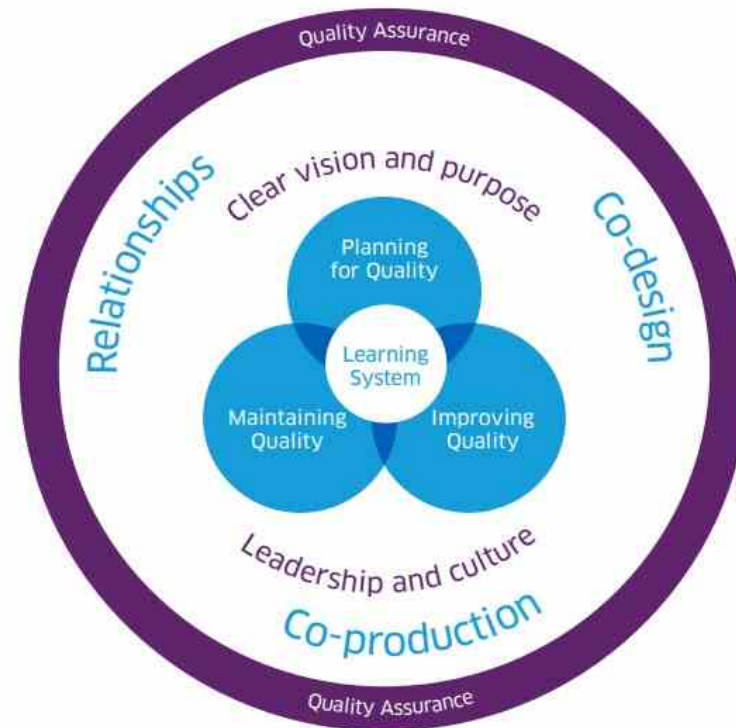 Quality Assurance
Clear vision and purpose
Relationships
Co-design
Planning
for Quality
Learning
System
Maintaining
Quality
Improving
Quality
Leadership and culture
Co-production
Quality Assurance